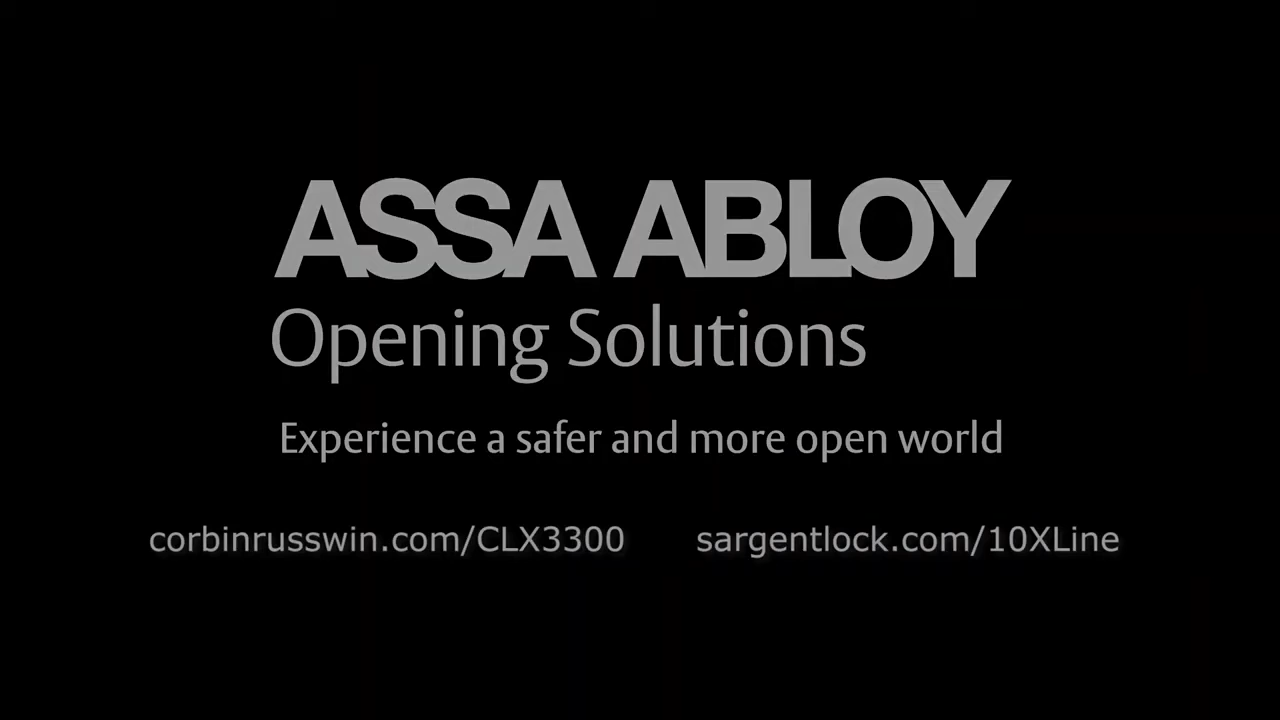 ASSA ABLOY
Opening Solutions
Experience a safer and more open world
corbinrusswin.com/CLX3300 sargentlock.com/10XLine